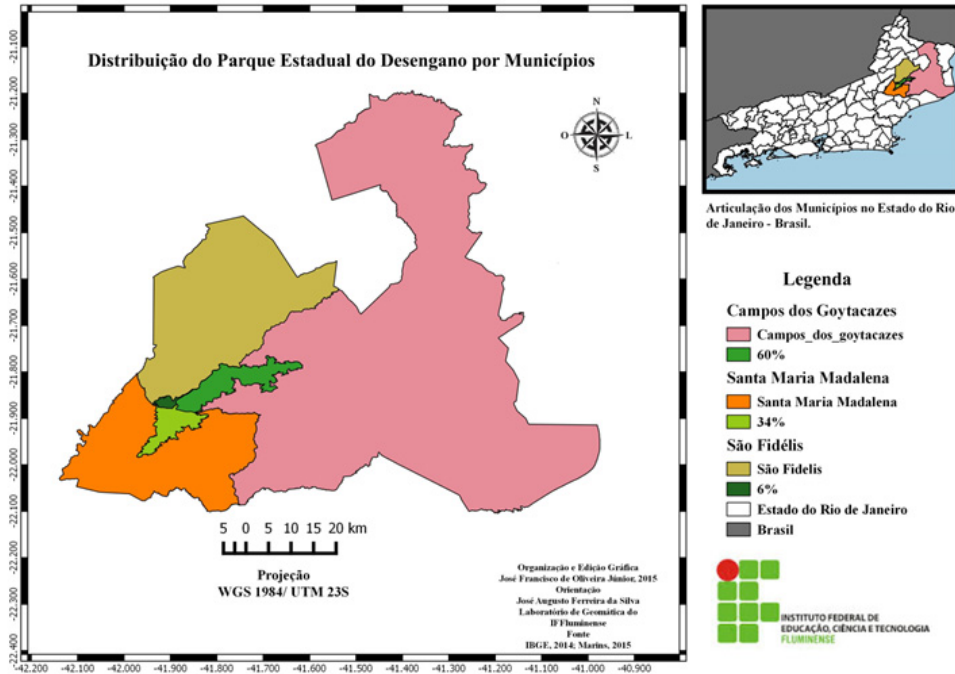 Distribuição do Parque Estadual do Desengano por Municípios
N
O
L
S
-21.100
-21.200
-21.300
-21.400
-21.500
-21.600
-21.700
-21.800
-21.900
-22.000
-22.100
-22.200
-22.300
-22.400
5 0 5 10 15 20 km
Projeção
WGS 1984/ UTM 23S
Organização e Edição Gráfica
José Francisco de Oliveira Júnior, 2015
Orientação
José Augusto Ferreira da Silva
Laboratório de Geomática do
IFFluminense
Fonte
IBGE, 2014; Marins, 2015
-42.200 -42.100 -42.000 -41.900 -41.800 -41.700 -41.600 -41.500 -41.400 -41.300 -41.200 -41.100 -41.000 -40.900
Articulação dos Municípios no Estado do Rio
de Janeiro - Brasil.
Legenda
Campos dos Goytacazes
Campos_dos_goytacazes
60%
Santa Maria Madalena
Santa Maria Madalena
34%
São Fidélis
São Fidelis
6%
Estado do Rio de Janeiro
Brasil
INSTITUTO FEDERAL DE
EDUCAÇÃO, CIÊNCIA E TECNOLOGIA
FLUMINENSE